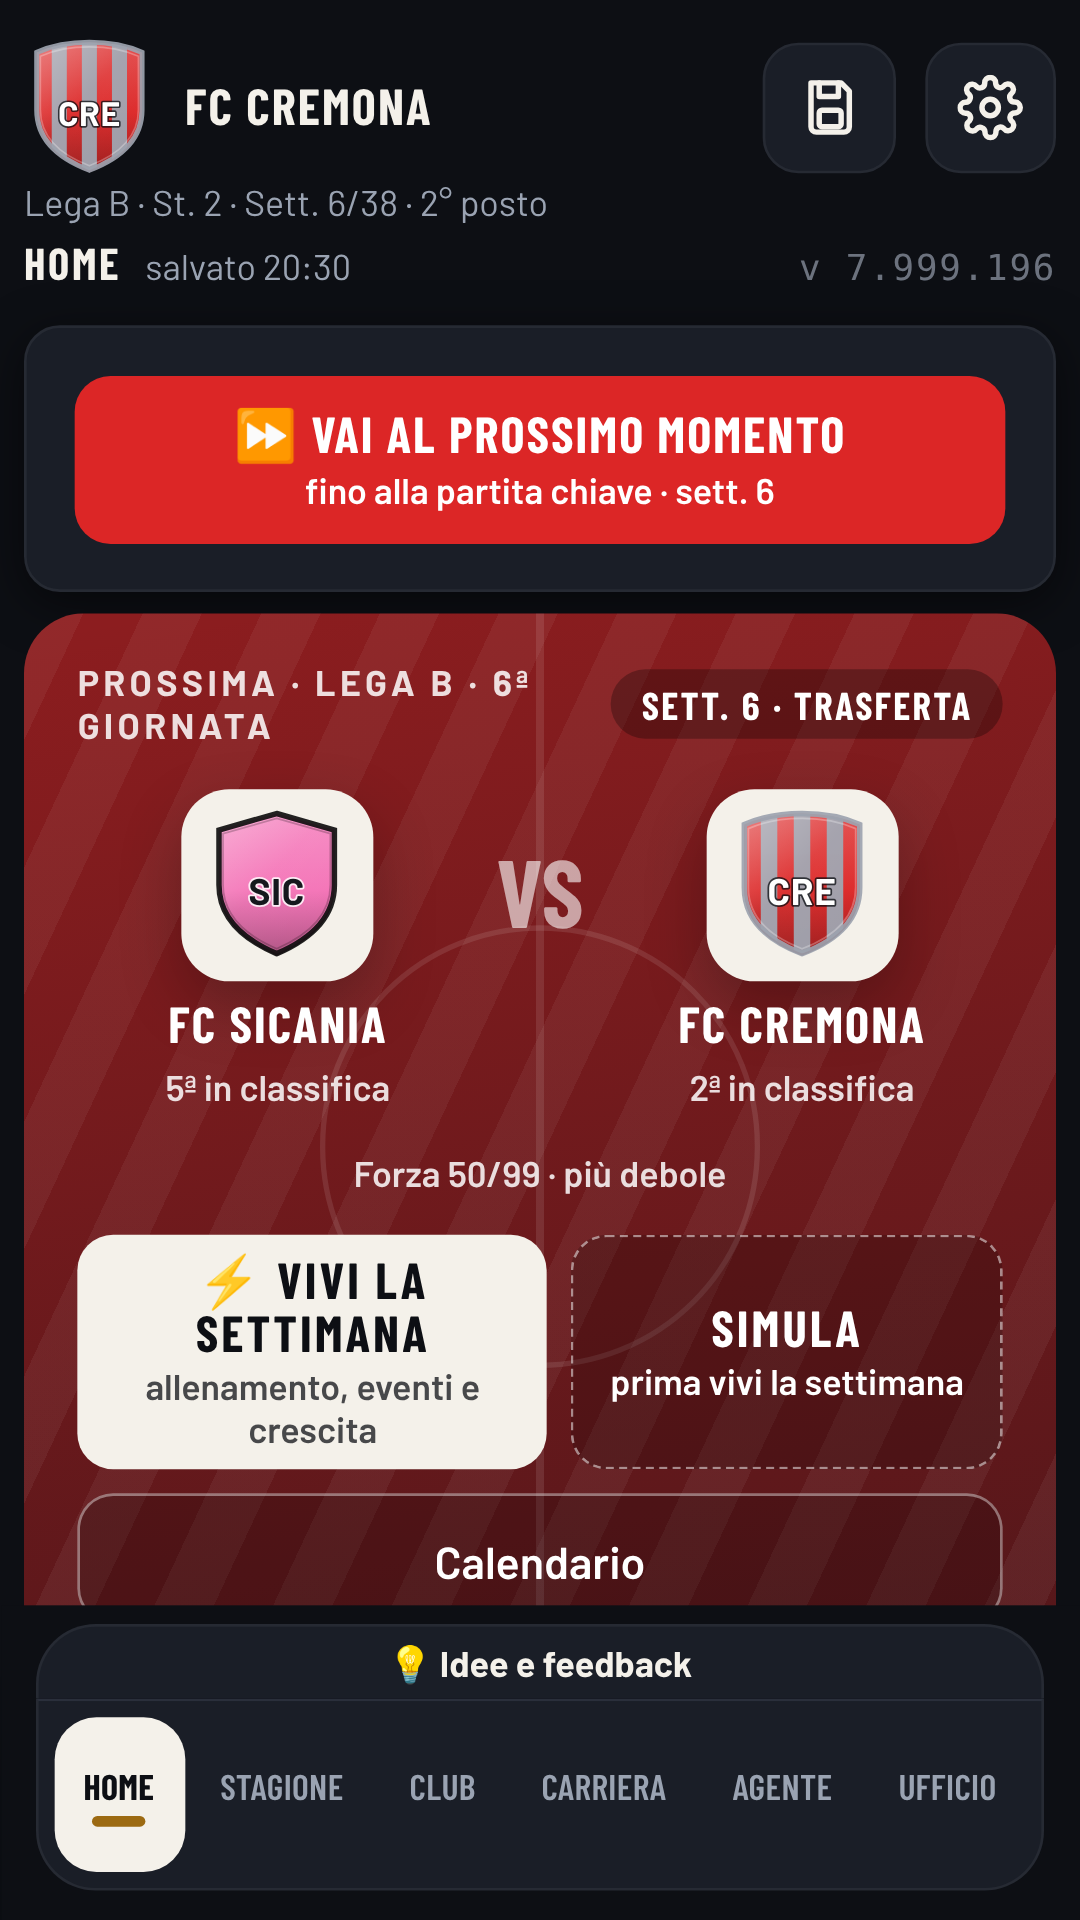 CRE
FC CREMONA
Lega B · St. 2 · Sett. 6/38 · 2° posto
HOME salvato 20:30
v 7.999.196
⏩ VAI AL PROSSIMO MOMENTO
fino alla partita chiave · sett. 6
PROSSIMA · LEGA B · 6ª
GIORNATA
SETT. 6 · TRASFERTA
SIC
VS
CRE
FC SICANIA
FC CREMONA
5ª in classifica
2ª in classifica
Forza 50/99 · più debole
⚡ VIVI LA
SETTIMANA
allenamento, eventi e
crescita
SIMULA
prima vivi la settimana
Calendario
💡 Idee e feedback
HOME
STAGIONE
CLUB
CARRIERA
AGENTE
UFFICIO